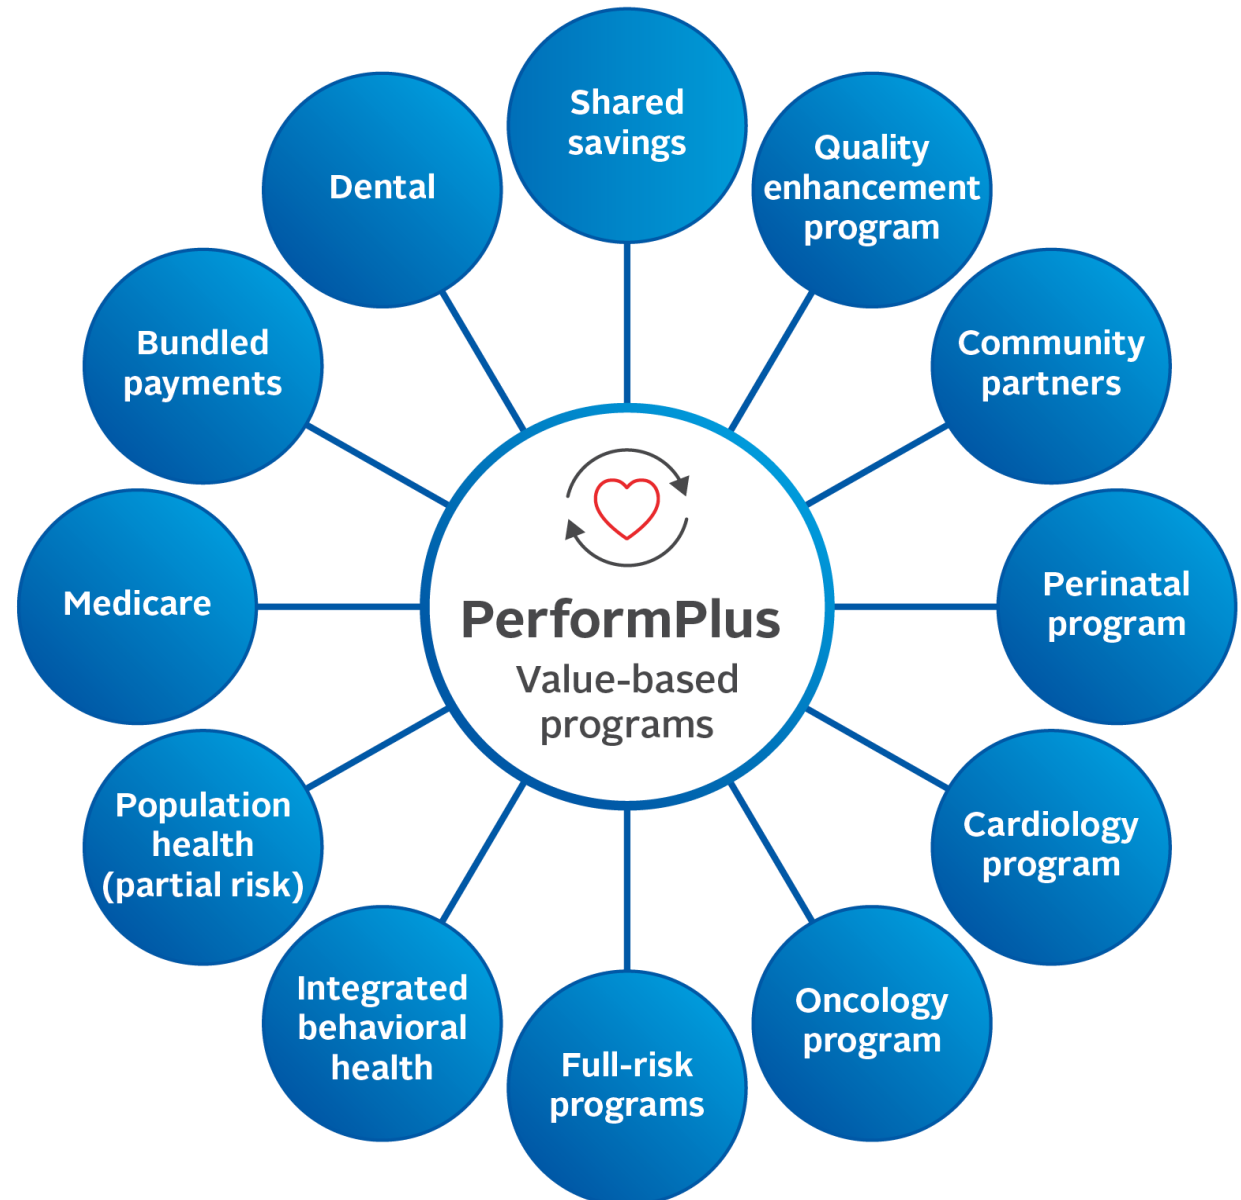 Shared
savings
Quality
enhancement
program
Community
partners
Perinatal
program
Cardiology
program
Oncology
program
Full-risk
programs
Integrated
behavioral
health
Population
health
(partial risk)
Medicare
Bundled
payments
Dental
PerformPlus
Value-based
programs